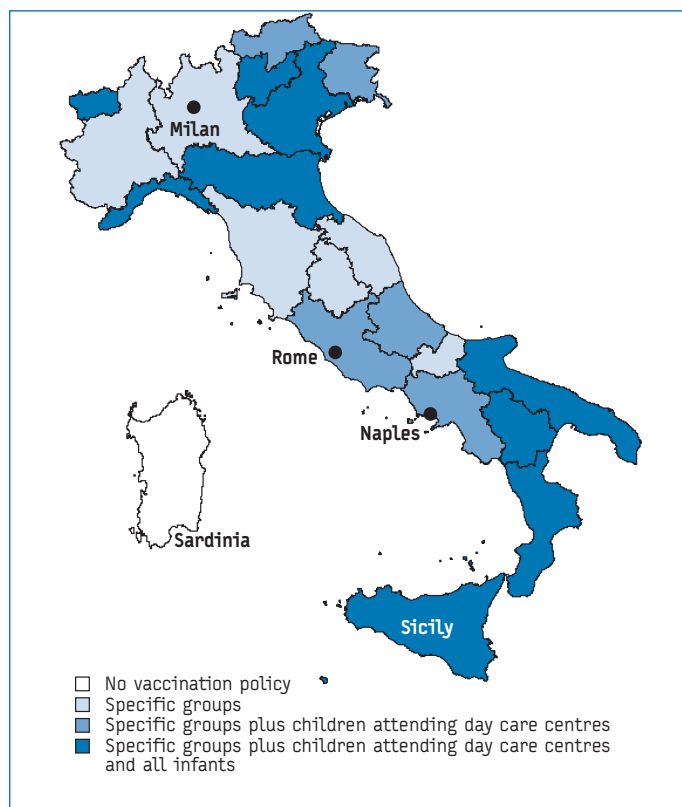 Milan
Rome
Naples
Sardinia
Sicily
No vaccination policy
Specific groups
Specific groups plus children attending day care centres
Specific groups plus children attending day care centres
and all infants